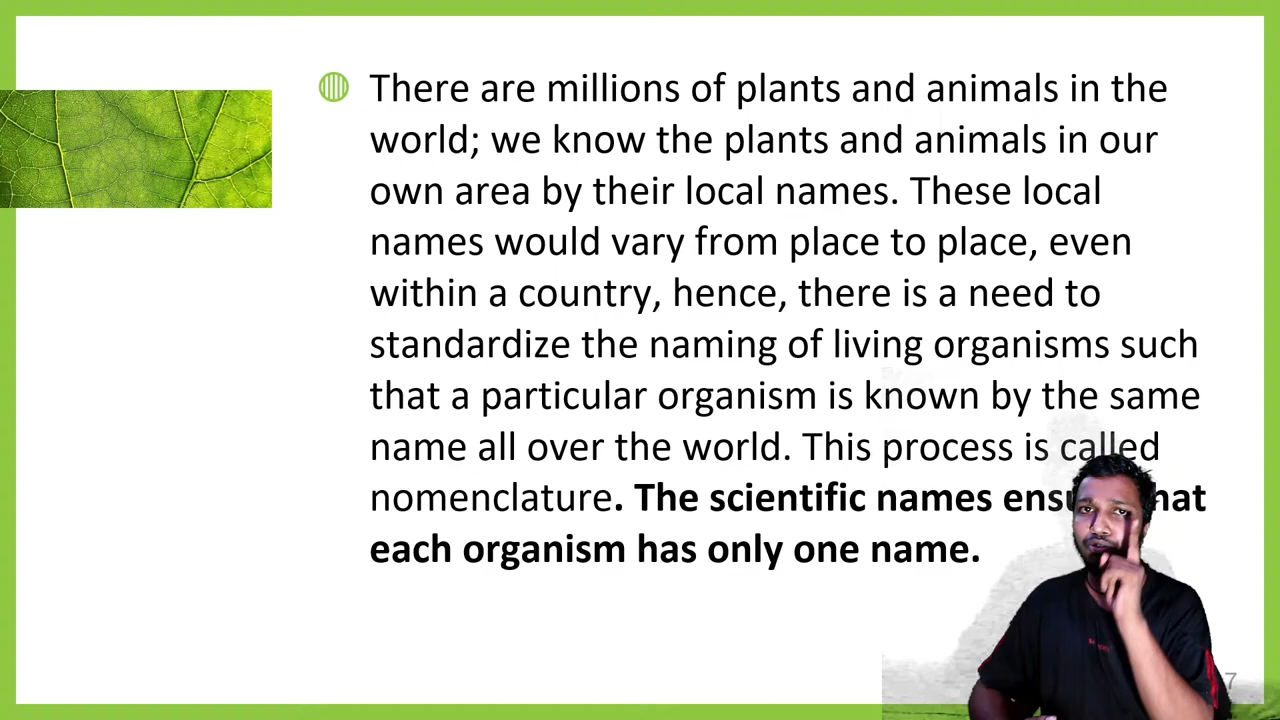 There are millions of plants and animals in the
world; we know the plants and animals in our
own area by their local names. These local
names would vary from place to place, even
within a country, hence, there is a need to
standardize the naming of living organisms such
that a particular organism is known by the same
name all over the world. This process is called
nomenclature. The scientific names ensu hat
each organism has only one name.
7